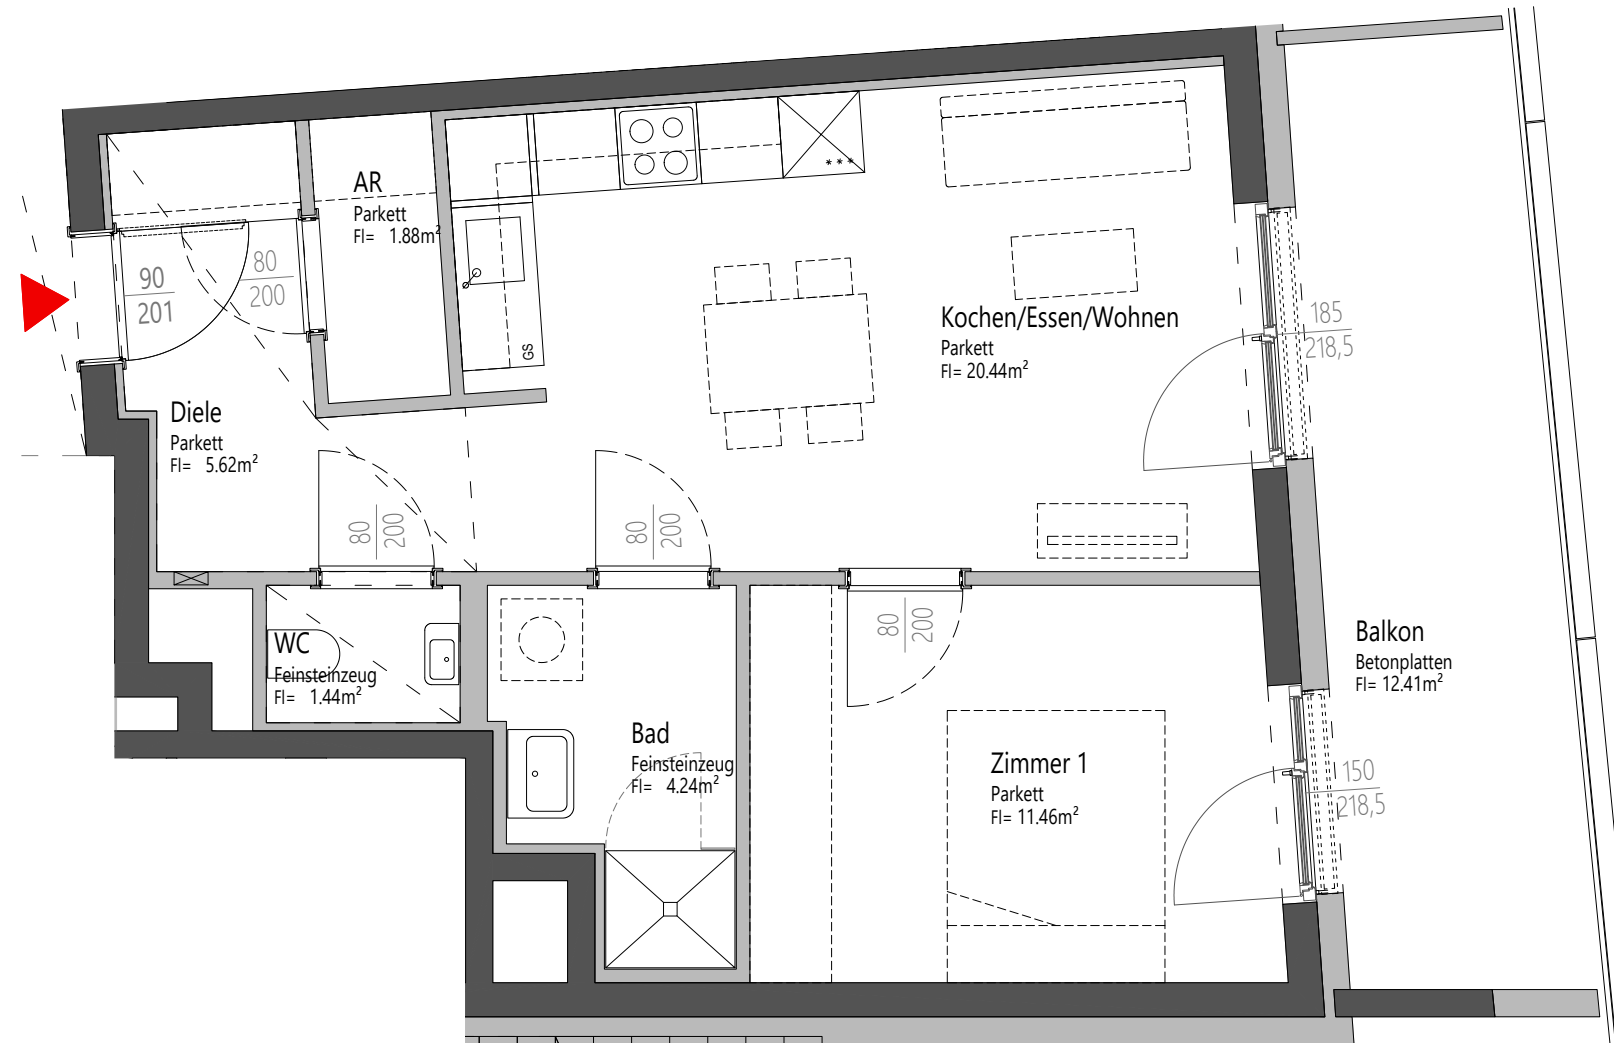 AR
Parkett
Fl= 1.88m²
90
201
80
200
GS
Kochen/Essen/Wohnen
Parkett
Fl= 20.44m²
185
218,5
Diele
Parkett
Fl= 5.62m²
80
200
80
200
80
200
WC
Feinsteinzeug
Fl= 1.44m²
Bad
Feinsteinzeug
Fl= 4.24m²
Zimmer 1
Parkett
Fl= 11.46m²
150
218,5
Balkon
Betonplatten
Fl= 12.41m²